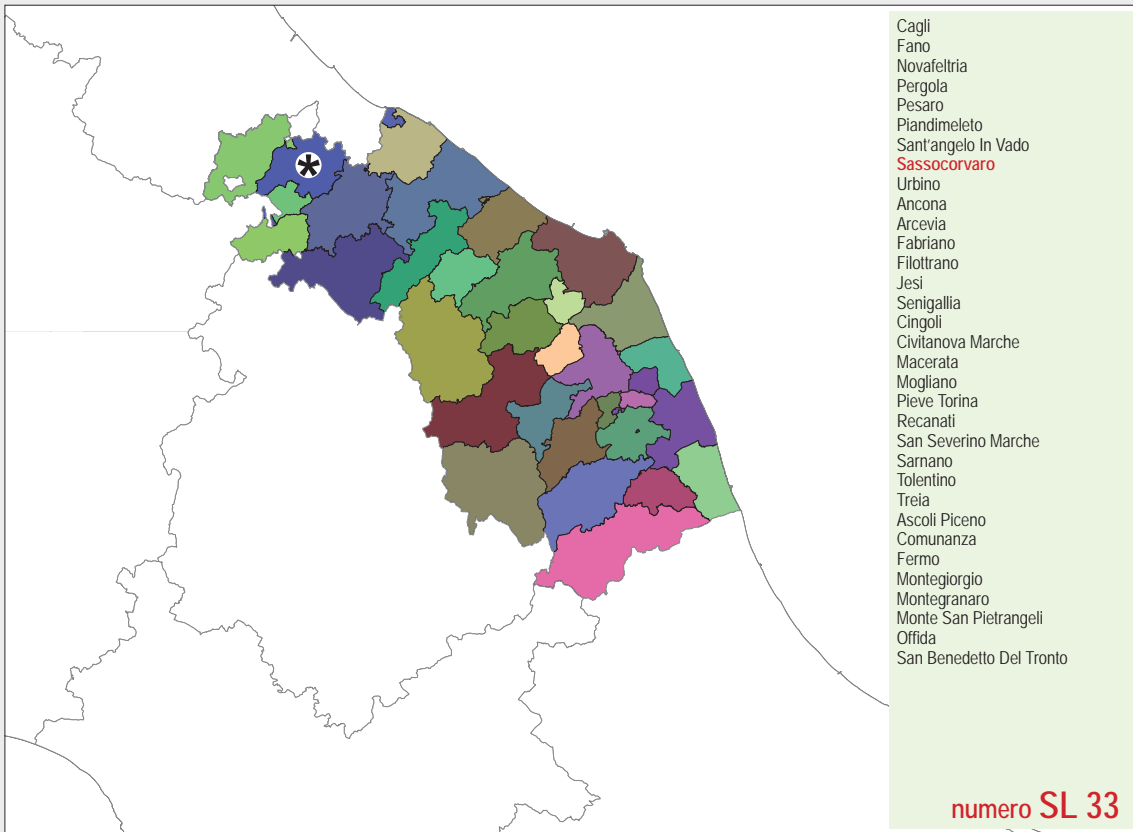 Cagli
Fano
Novafeltria
Pergola
Pesaro
Piandimeleto
Sant'angelo In Vado
Sassocorvaro
Urbino
Ancona
Arcevia
Fabriano
Filottrano
Jesi
Senigallia
Cingoli
Civitanova Marche
Macerata
Mogliano
Pieve Torina
Recanati
San Severino Marche
Sarnano
Tolentino
Treia
Ascoli Piceno
Comunanza
Fermo
Montegiorgio
Montegranaro
Monte San Pietrangeli
Offida
San Benedetto Del Tronto
numero SL 33